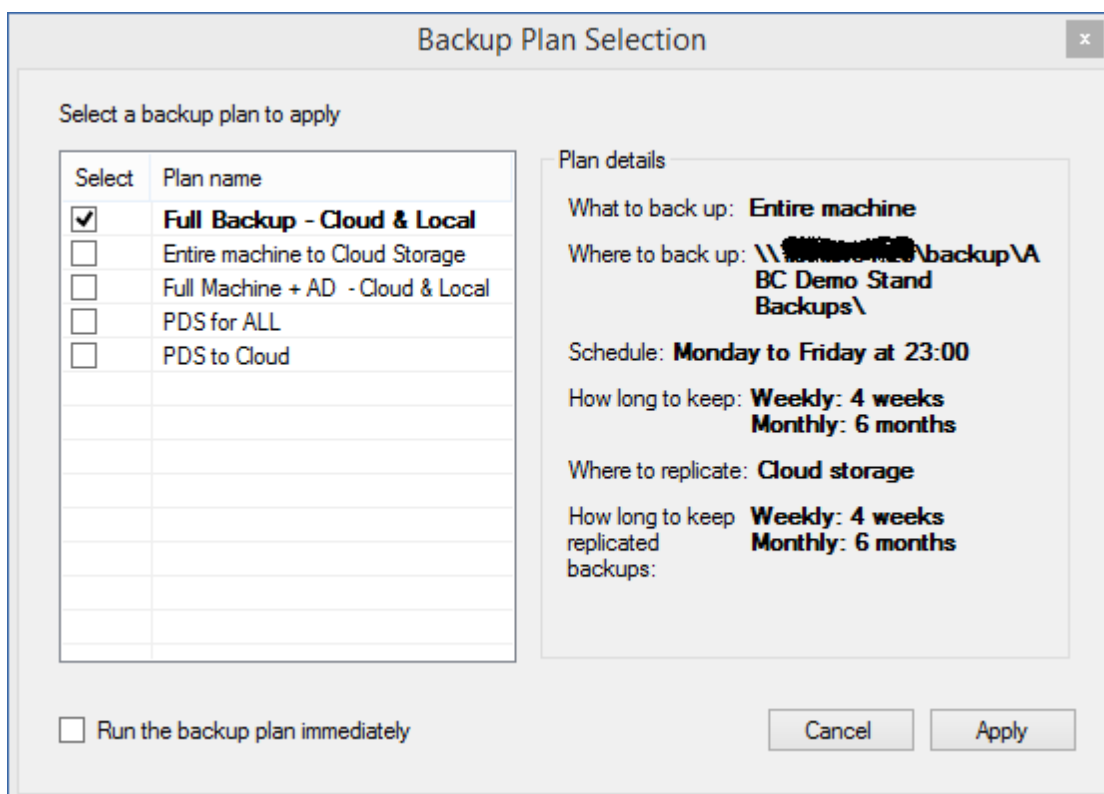 Backup Plan Selection
x
Select a backup plan to apply
Select Plan name
Full Backup - Cloud & Local
Entire machine to Cloud Storage
Full Machine + AD  - Cloud & Local
PDS for ALL
PDS to Cloud
Plan details
What to back up: Entire machine
Where to back up: \\ \backup\A
BC Demo Stand
Backups\
Schedule: Monday to Friday at 23:00
How long to keep: Weekly: 4 weeks
Monthly: 6 months
Where to replicate: Cloud storage
How long to keep Weekly: 4 weeks
replicated Monthly: 6 months
backups:
Run the backup plan immediately
Cancel Apply